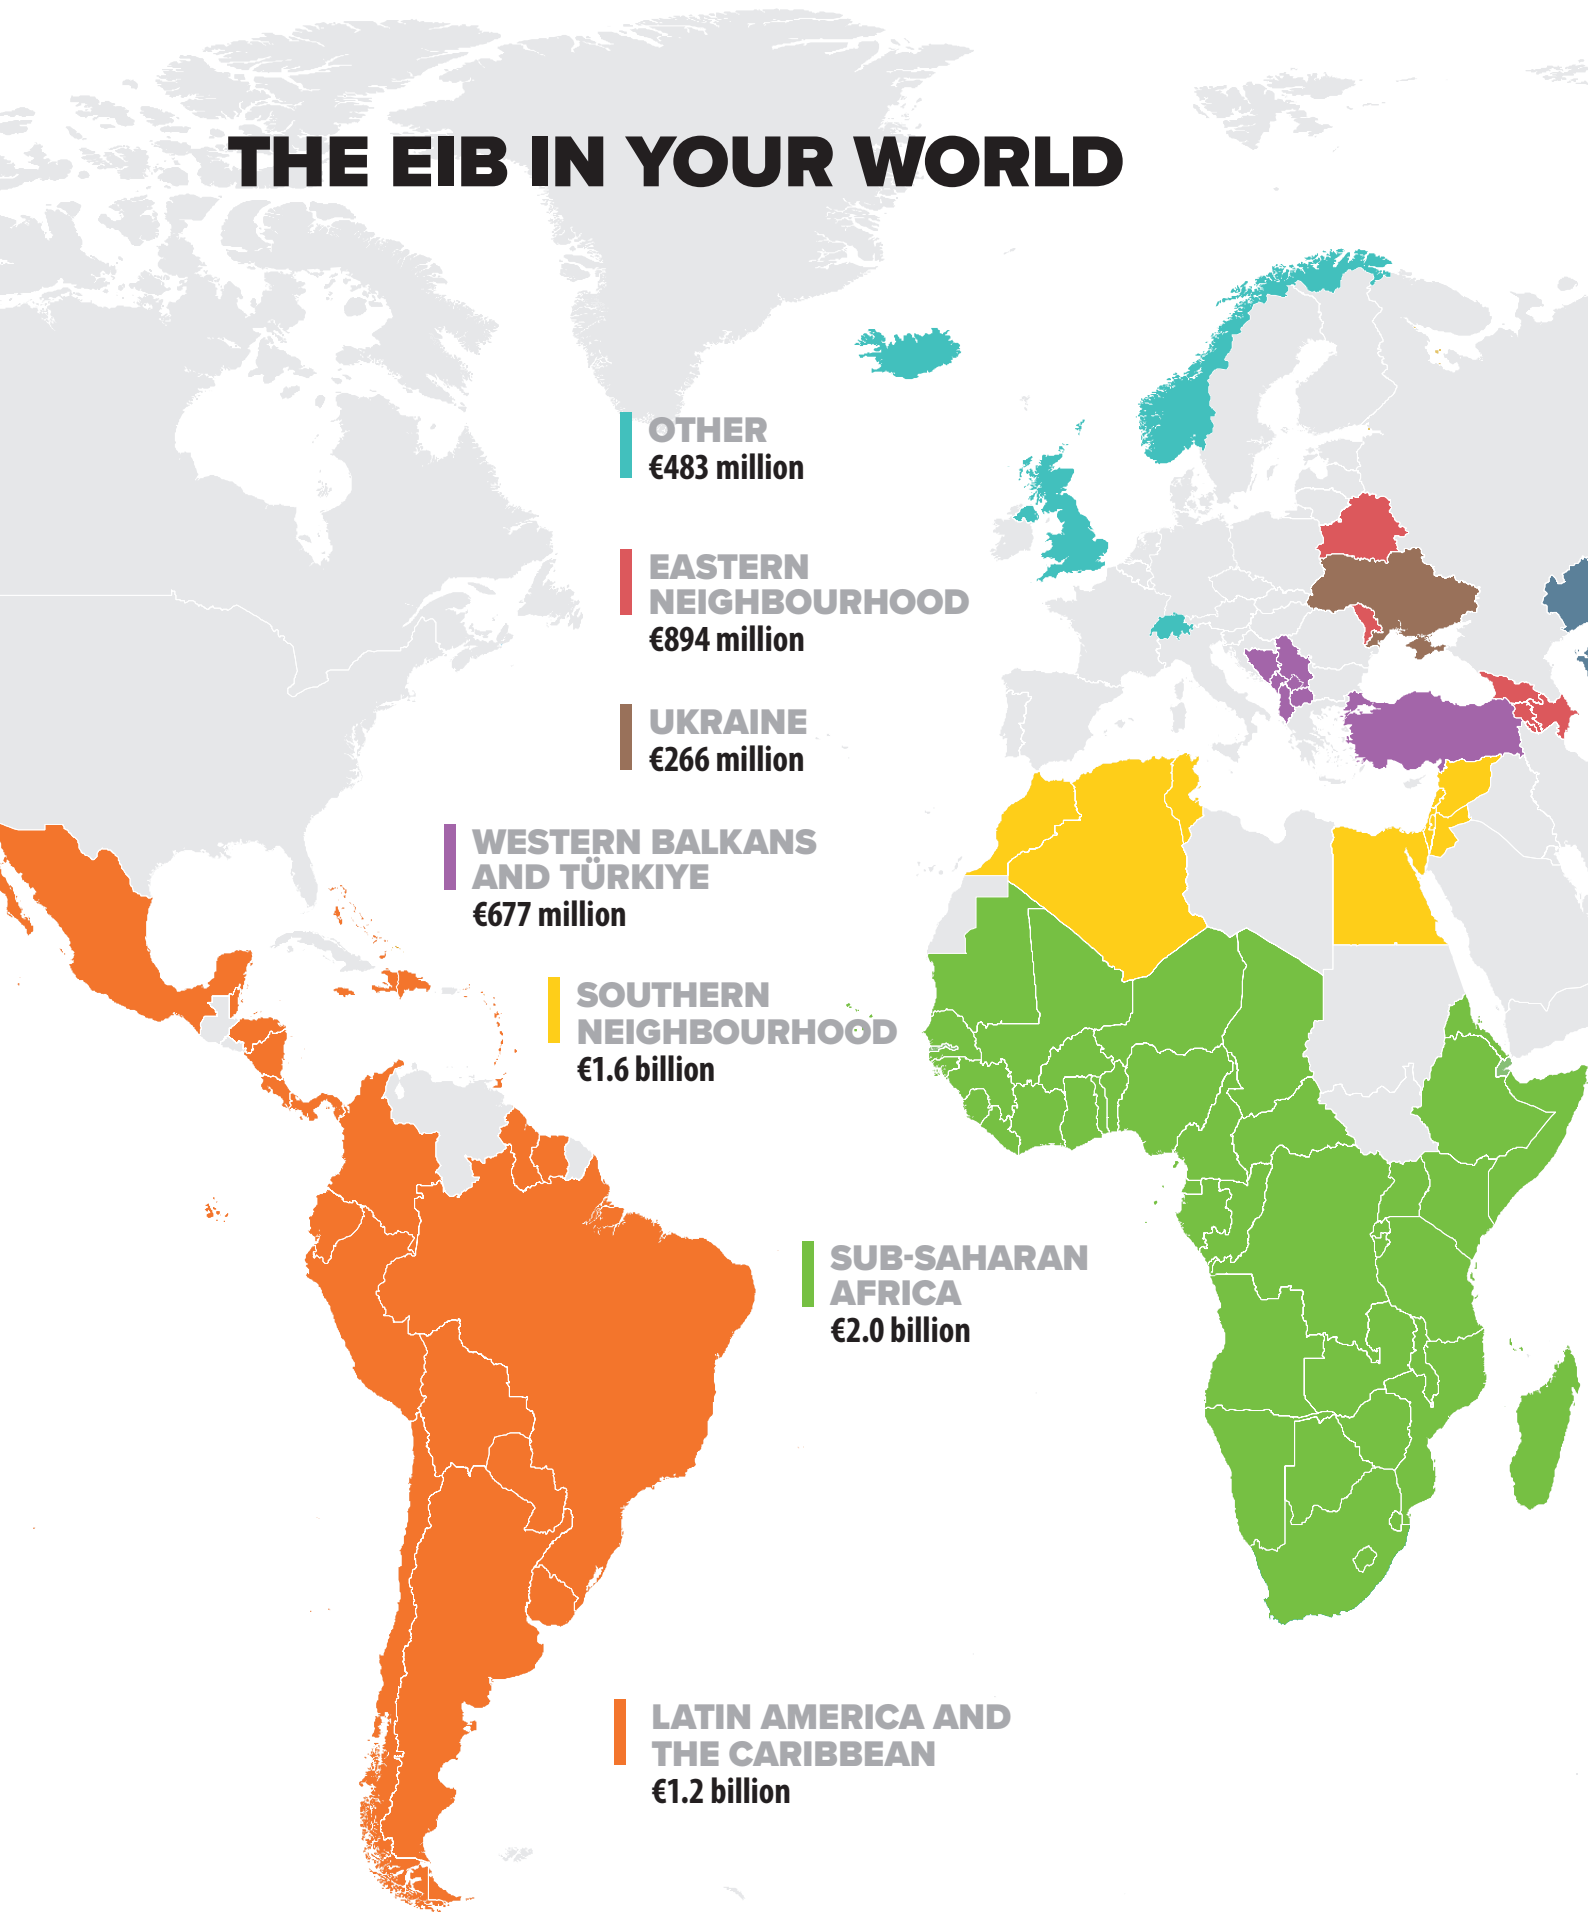 THE EIB IN YOUR WORLD
OTHER
€483 million
EASTERN
NEIGHBOURHOOD
€894 million
UKRAINE
€266 million
WESTERN BALKANS
AND TÜRKIYE
€677 million
SOUTHERN
NEIGHBOURHOOD
€1.6 billion
SUB-SAHARAN
AFRICA
€2.0 billion
LATIN AMERICA AND
THE CARIBBEAN
€1.2 billion